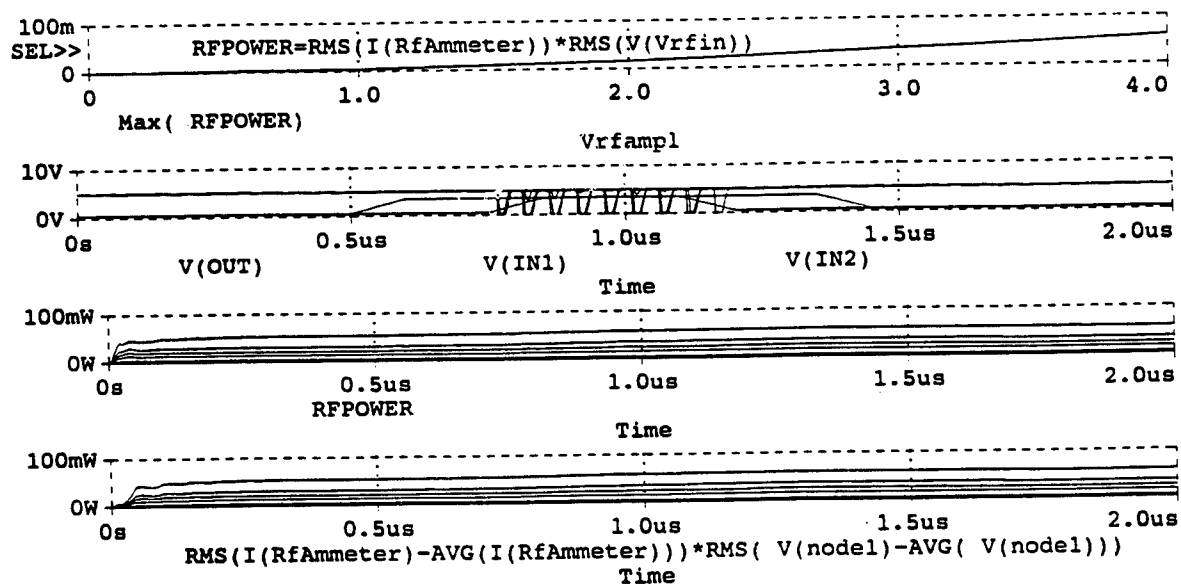 100m
SEL>>
RFPOWER=RMS(I(RfAmmeter))*RMS(V(Vrfin))
0
0 1.0 2.0 3.0 4.0
Max( RFPOWER)
Vrfampl
10V
0V
0s 0.5us 1.0us 1.5us 2.0us
V(OUT) V(IN1) V(IN2)
Time
100mW
0W
0s 0.5us 1.0us 1.5us 2.0us
RFPOWER
Time
100mW
0W
0s 0.5us 1.0us 1.5us 2.0us
RMS(I(RfAmmeter)-AVG(I(RfAmmeter)))*RMS( V(node1)-AVG( V(node1)))
Time